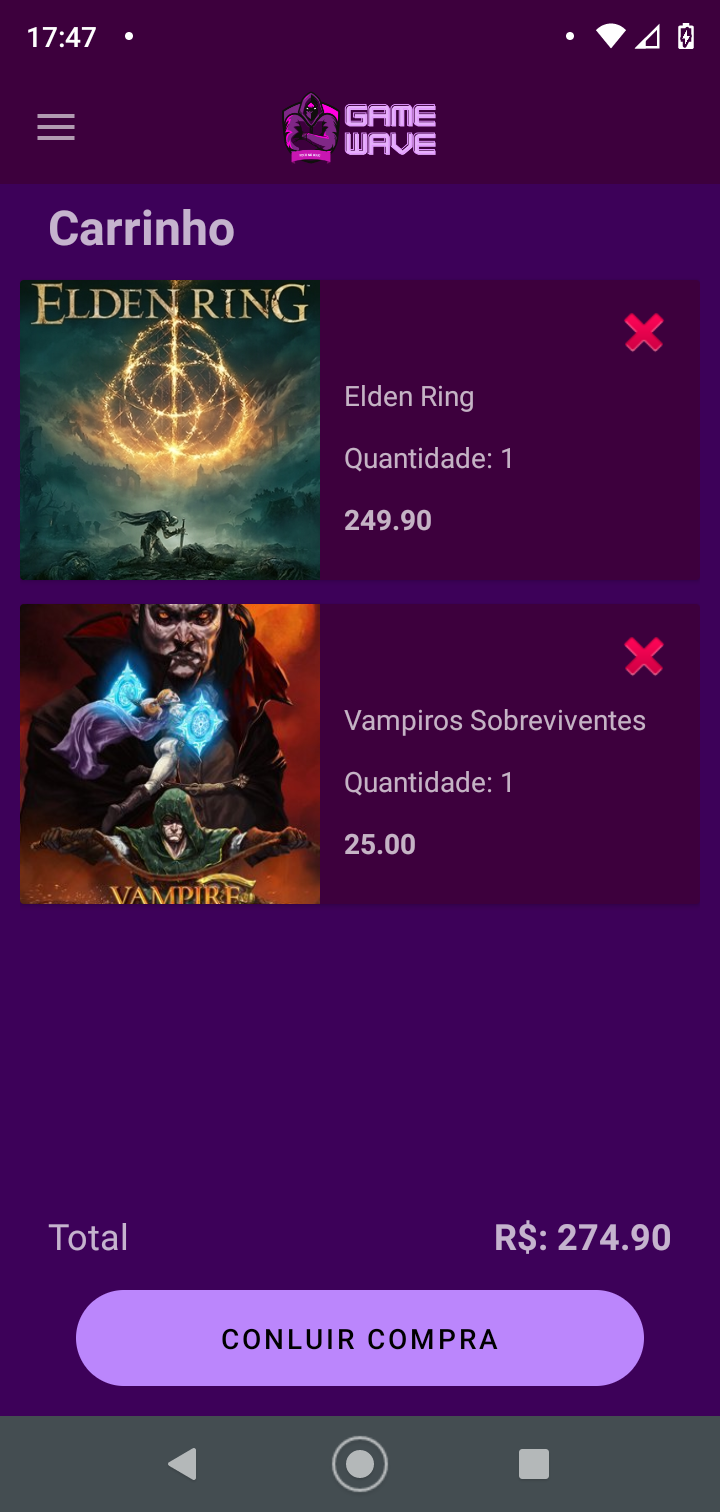 17:47
GAME
WAVE
Carrinho
ELDEN RING
Elden Ring
Quantidade: 1
249.90
VAMPIRE
Vampiros Sobreviventes
Quantidade: 1
25.00
Total
R$: 274.90
CONLUIR COMPRA